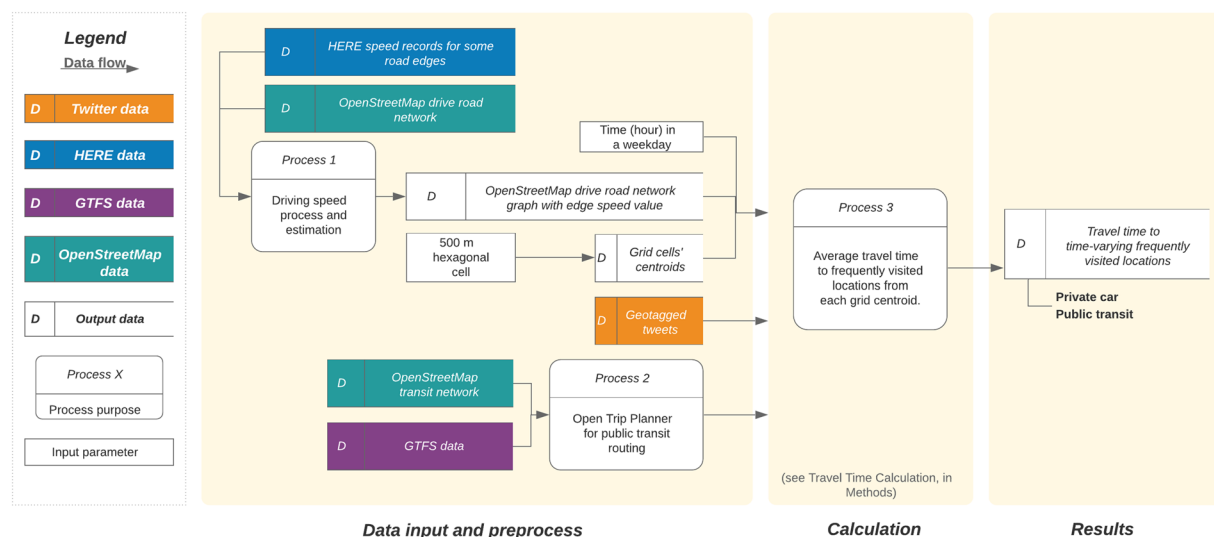 Legend
Data flow
D
Twitter data
D
HERE data
D
GTFS data
D
OpenStreetMap
data
D
Output data
Process X
Process purpose
Input parameter
D
HERE speed records for some
road edges
D
OpenStreetMap drive road
network
Time (hour) in
a weekday
Process 1
Driving speed
process and
estimation
D
OpenStreetMap drive road network
graph with edge speed value
500 m
hexagonal
cell
D
Grid cells'
centroids
D
Geotagged
tweets
D
OpenStreetMap
transit network
D
GTFS data
Process 2
Open Trip Planner
for public transit
routing
Data input and preprocess
Process 3
Average travel time
to frequently visited
locations from
each grid centroid.
(see Travel Time Calculation, in
Methods)
Calculation
D
Travel time to
time-varying frequently
visited locations
Private car
Public transit
Results